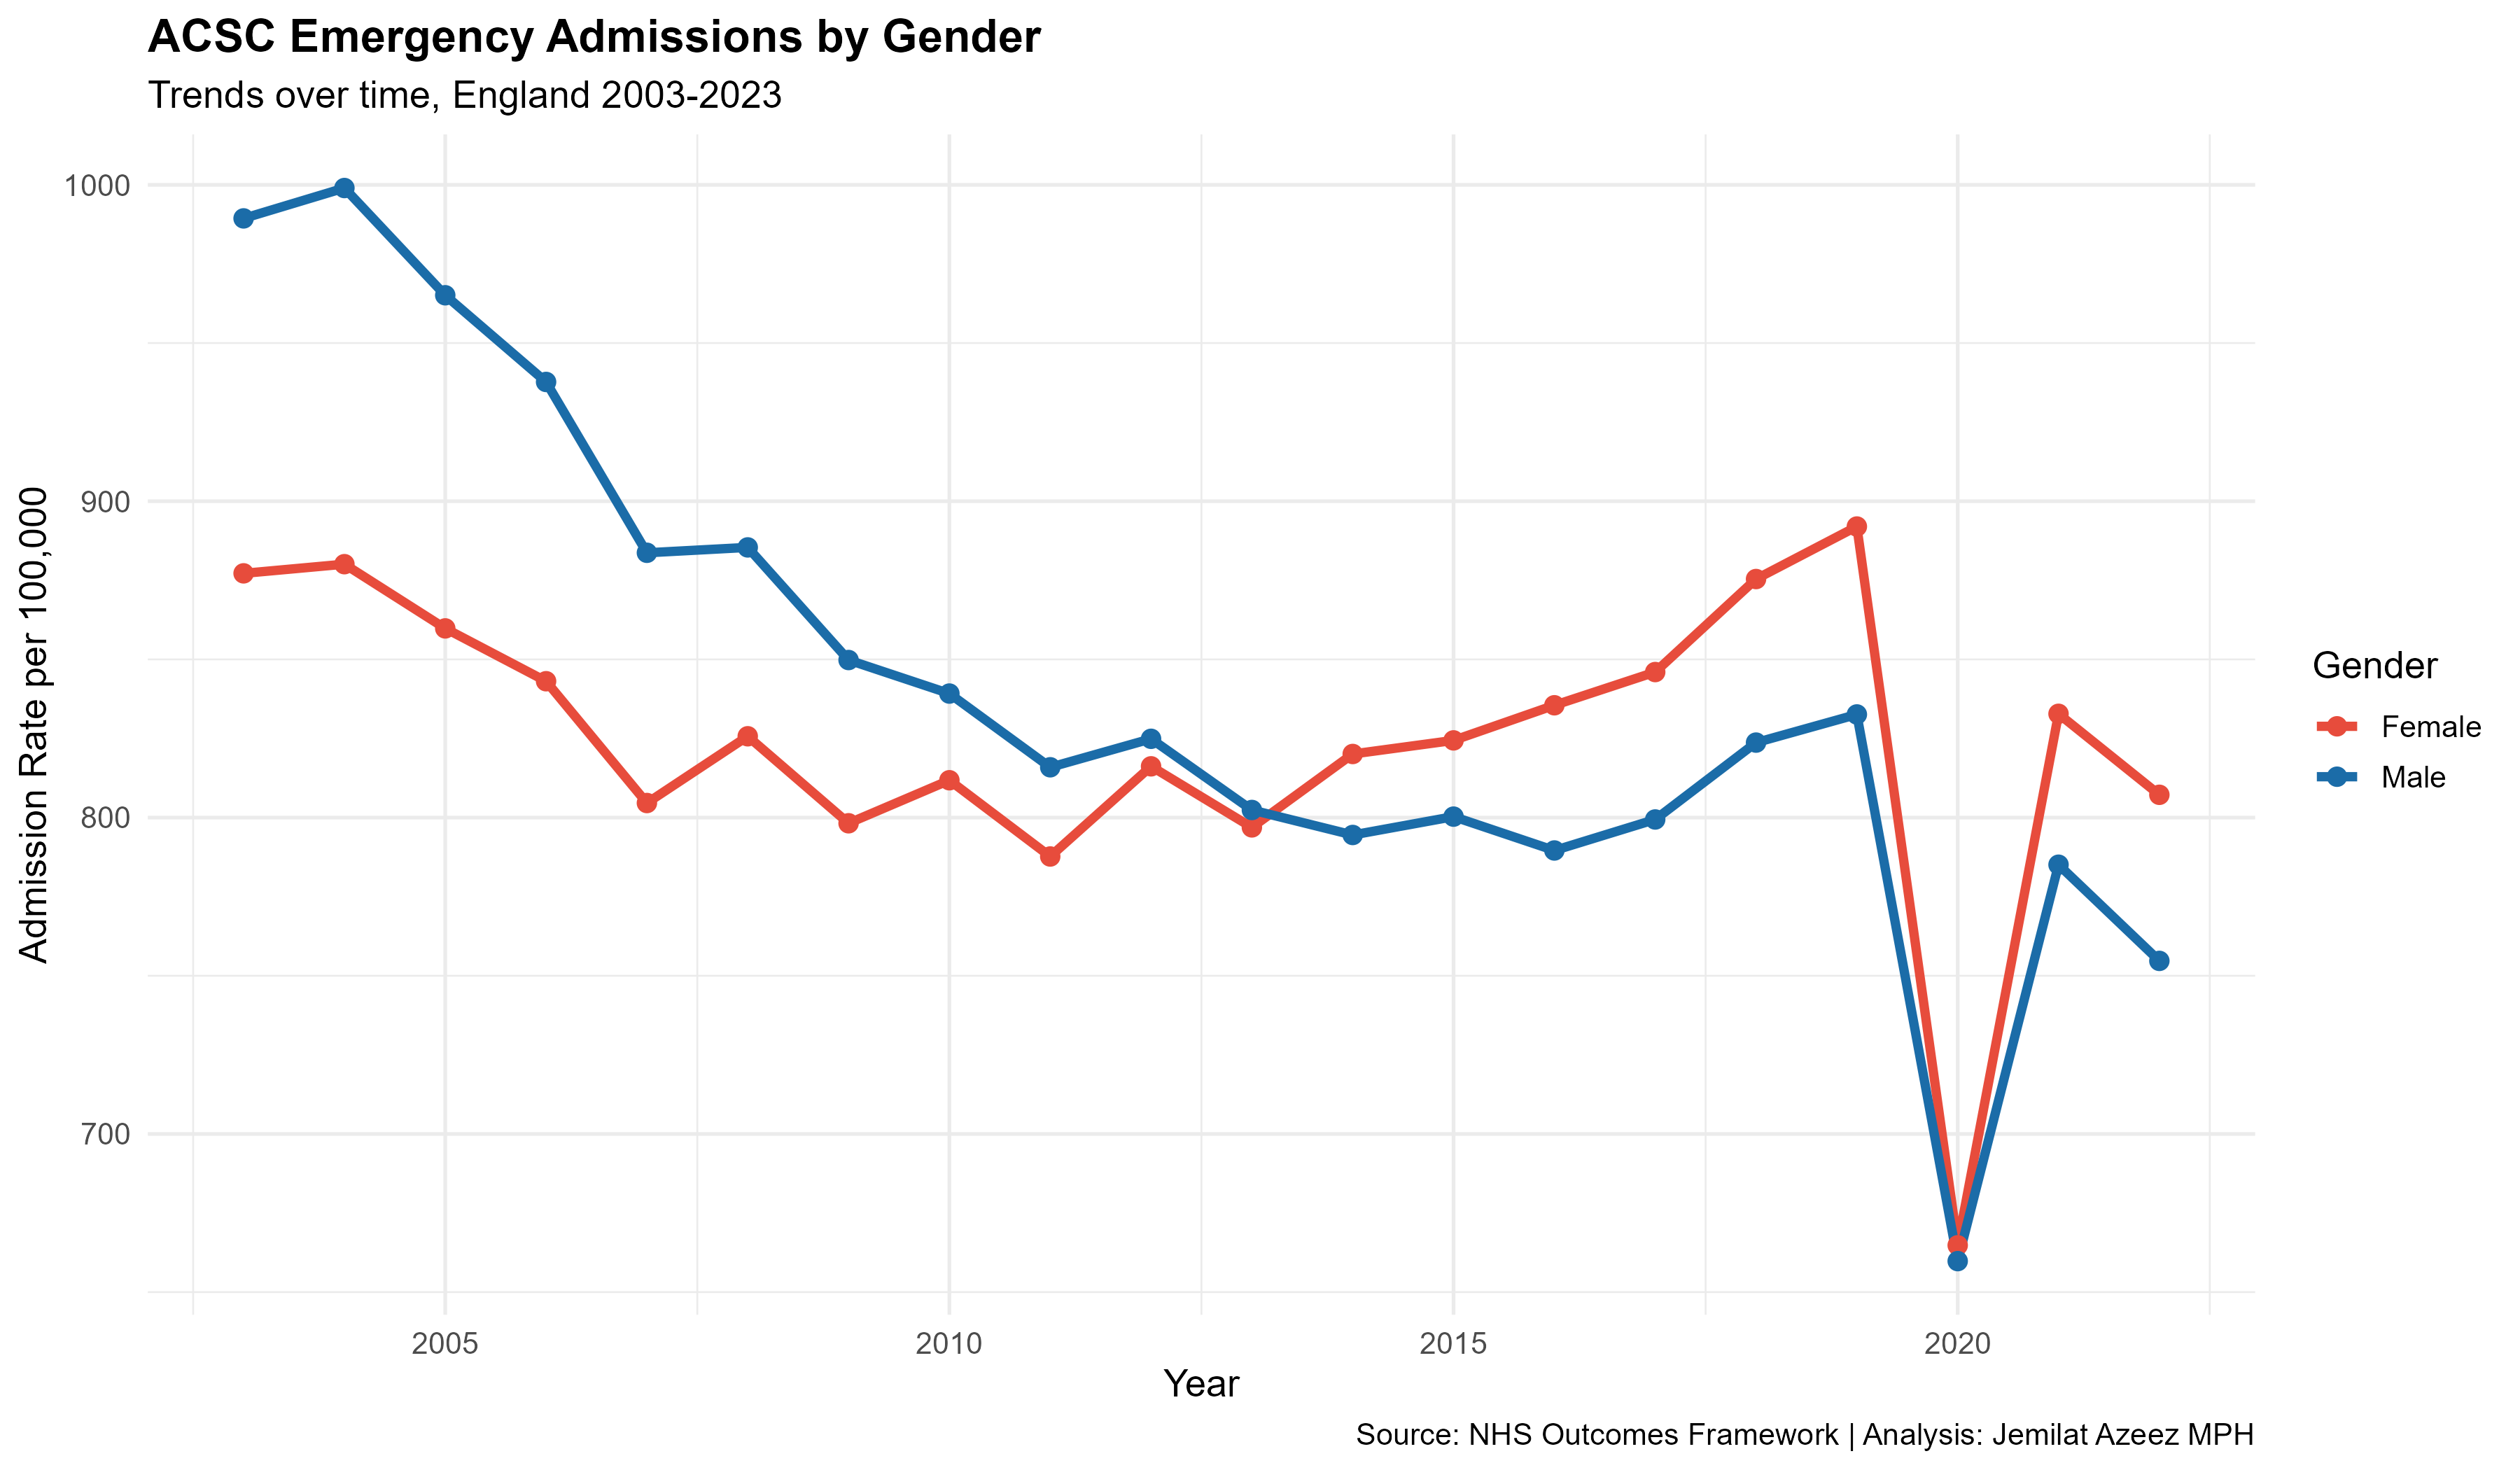 ACSC Emergency Admissions by Gender
Trends over time, England 2003-2023
Admission Rate per 100,000
1000
900
800
700
2005
2010
2015
2020
Year
Gender
Female
Male
Source: NHS Outcomes Framework | Analysis: Jemilat Azeez MPH